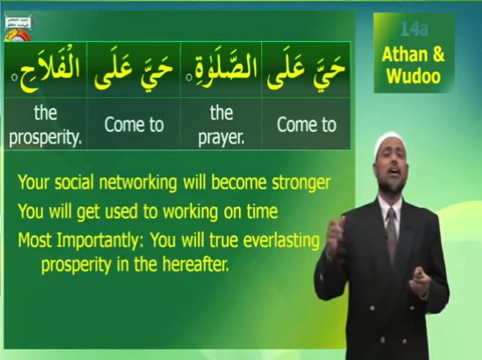 14a
Athan &
Wudoo
حَيَّ عَلَى الصَّلَوٰةِ حَيَّ عَلَى الْفَلَاحِ
the prosperity. Come to the prayer. Come to
Your social networking will become stronger
You will get used to working on time
Most Importantly: You will true everlasting
prosperity in the hereafter.